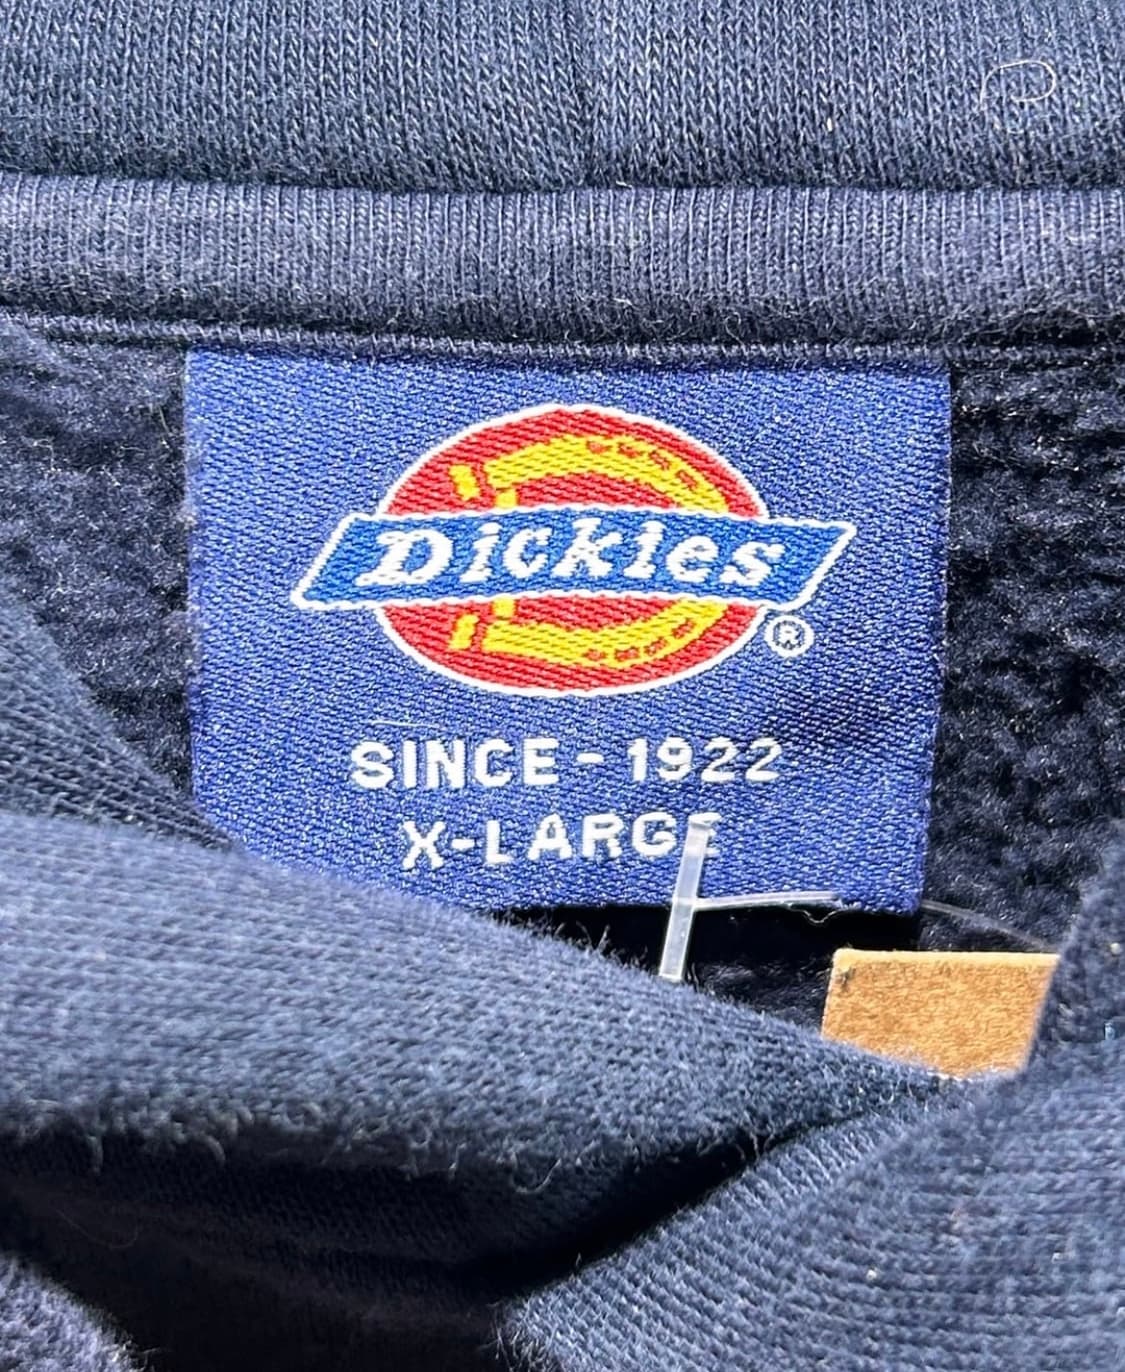 Dickies
®
SINCE - 1922
X-LARGE